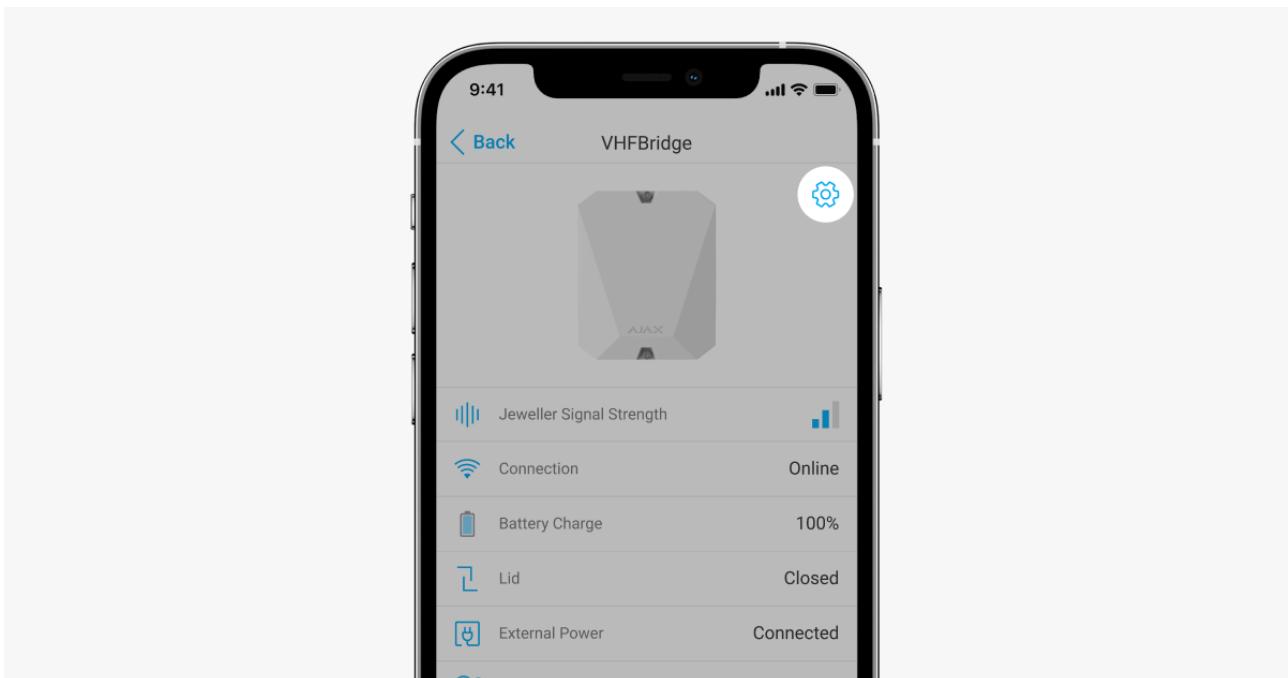 9:41
Back VHFBridge
AJAX
Jeweller Signal Strength
Connection Online
Battery Charge 100%
Lid Closed
External Power Connected